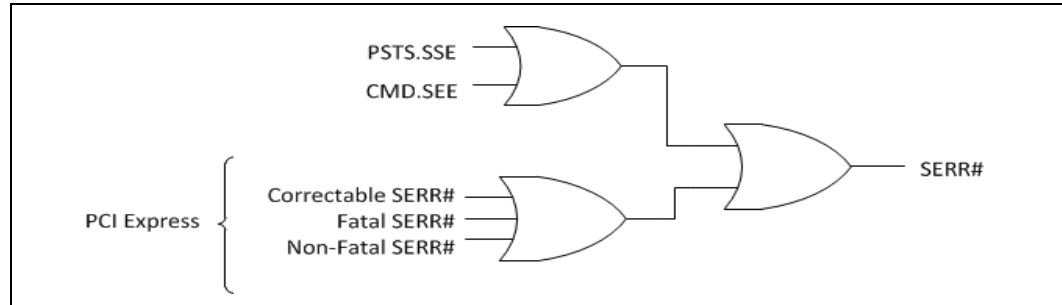 PSTS.SSE
CMD.SEE
SERR#
PCI Express
Correctable SERR#
Fatal SERR#
Non-Fatal SERR#